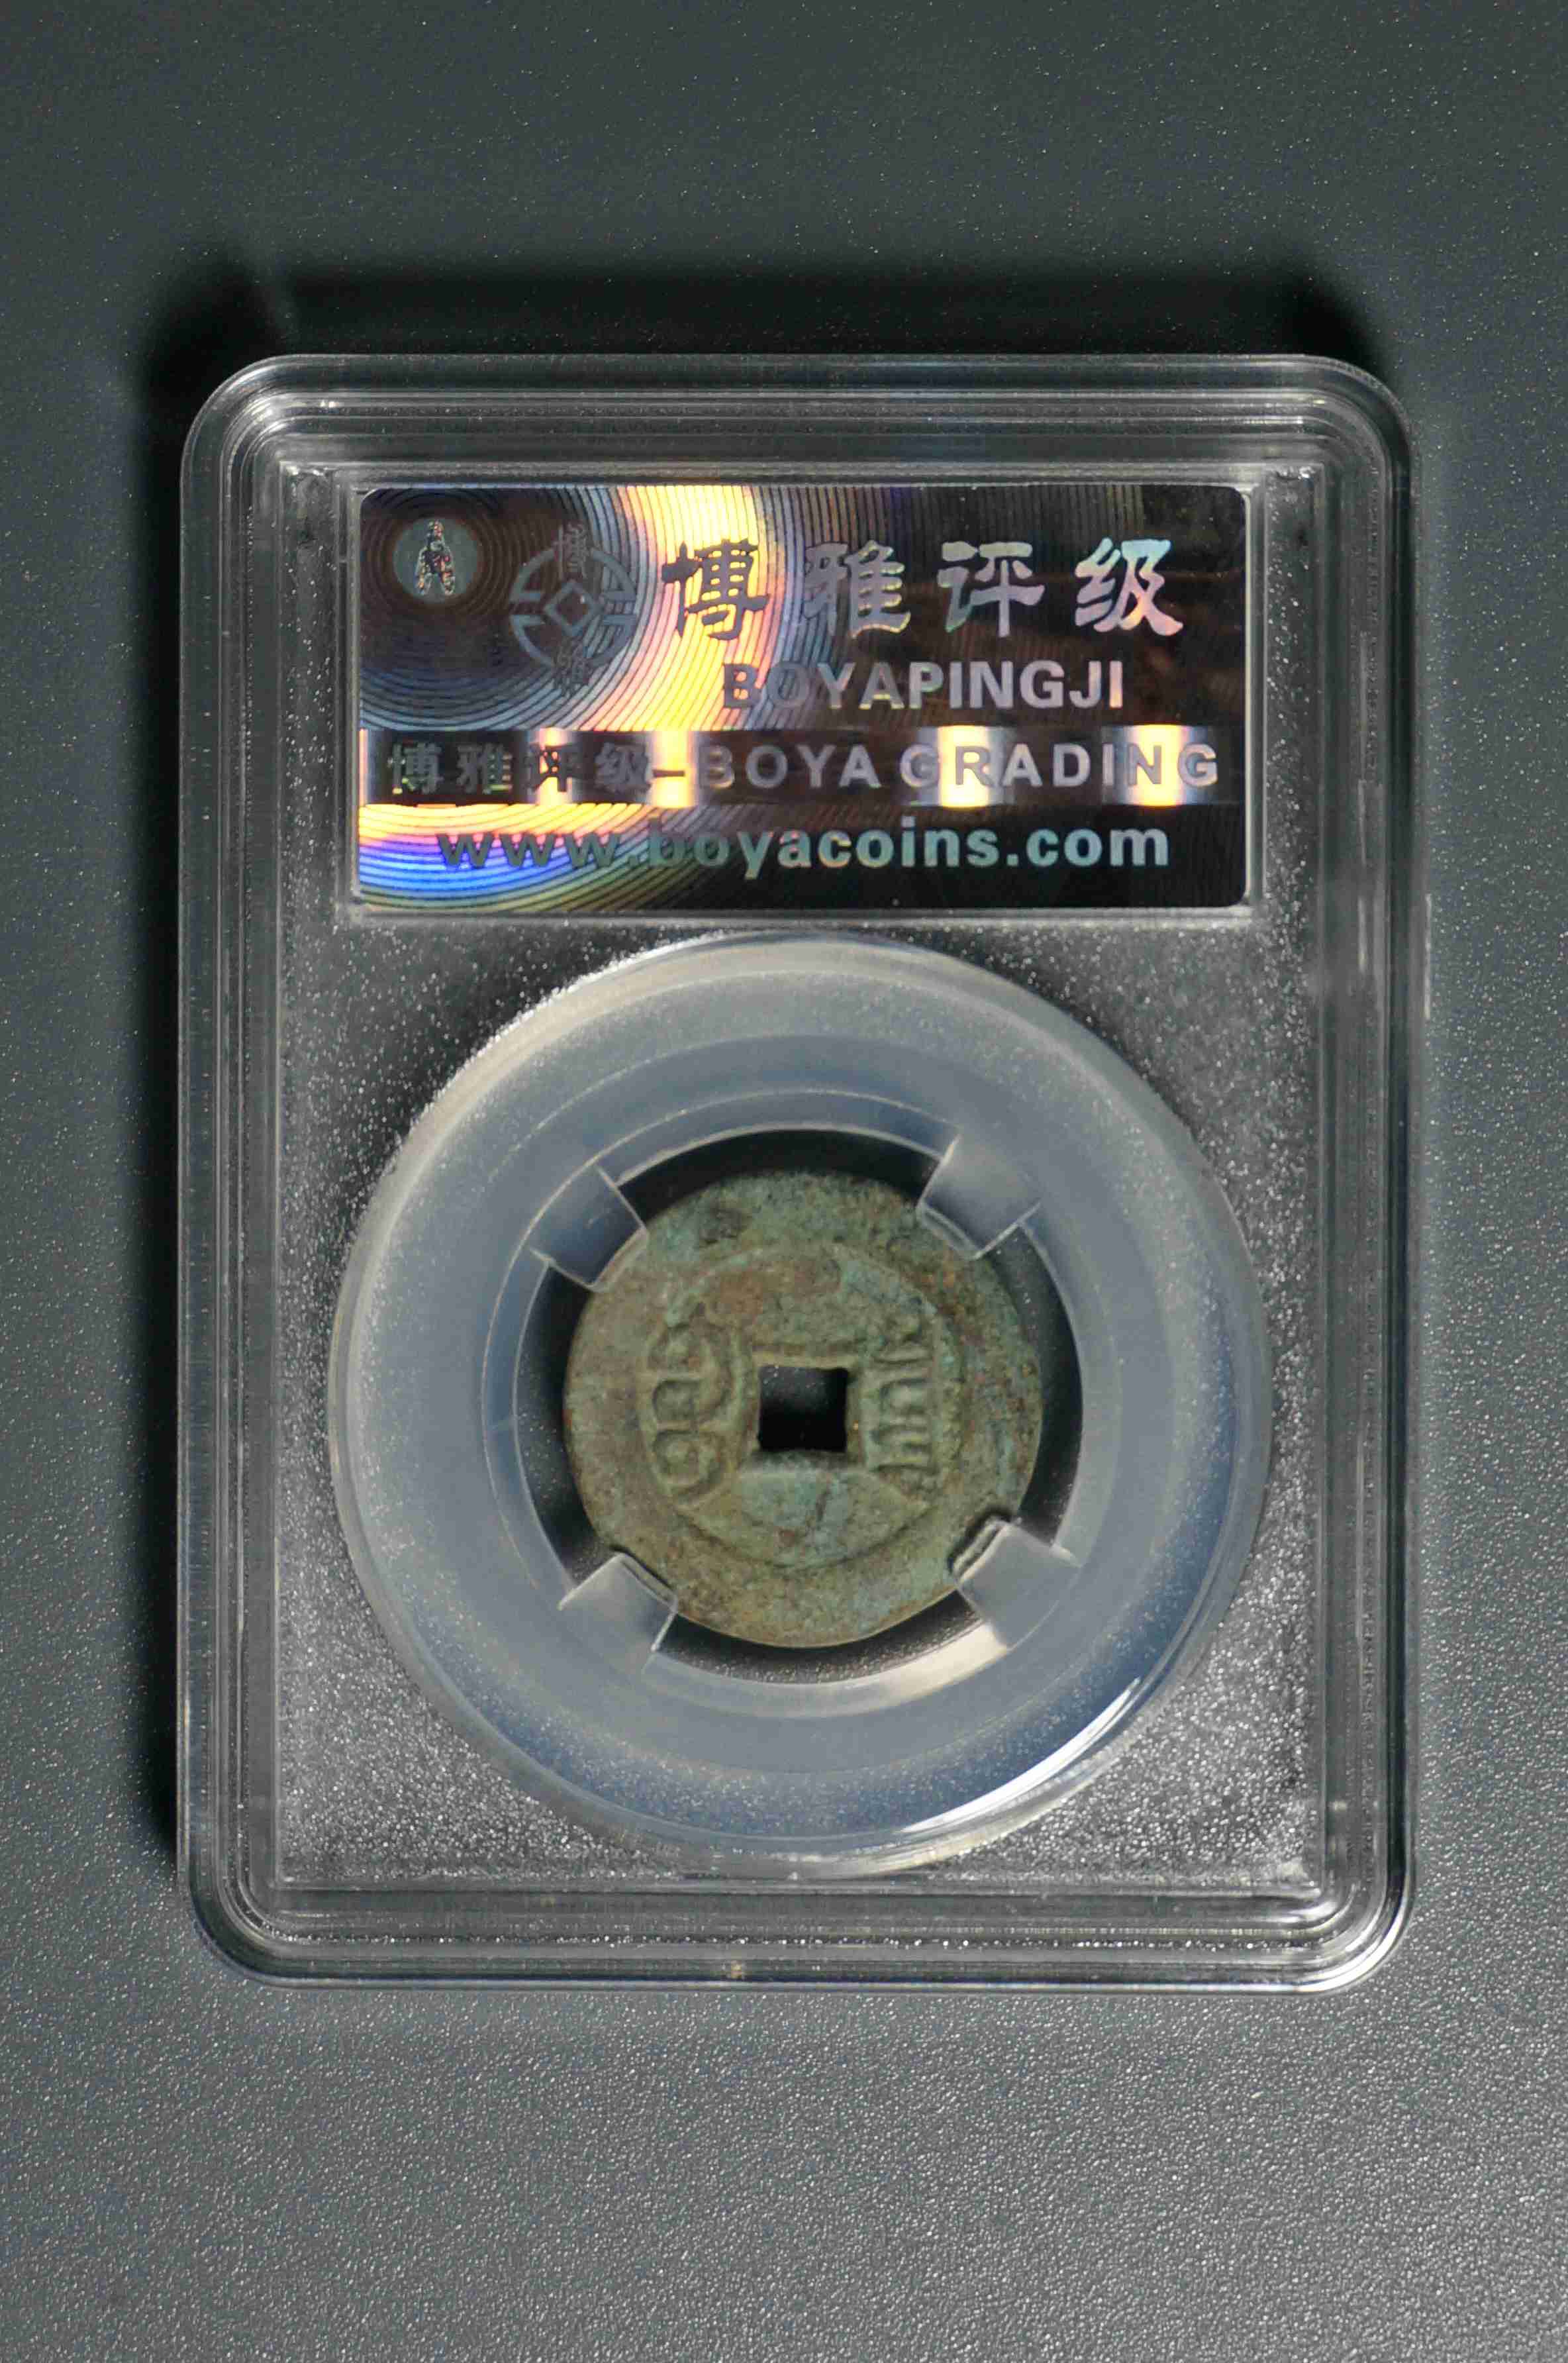 博雅评级
BOYAPINGJI
博雅评级-BOYA GRADING
www.boyacoins.com